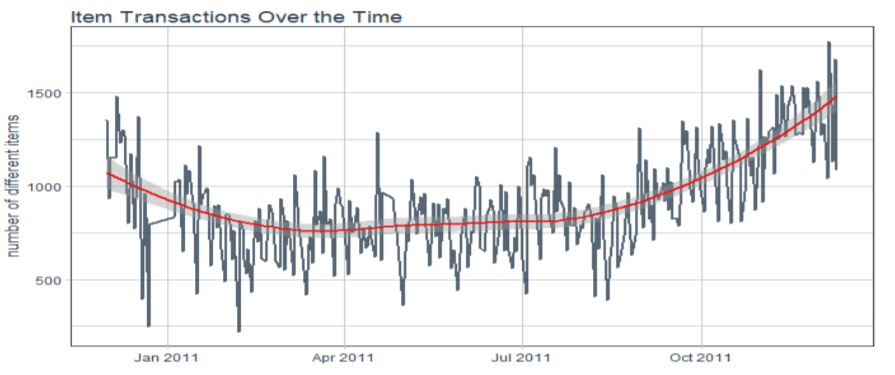 Item Transactions Over the Time
number of different items
1500
1000
500
Jan 2011
Apr 2011
Jul 2011
Oct 2011